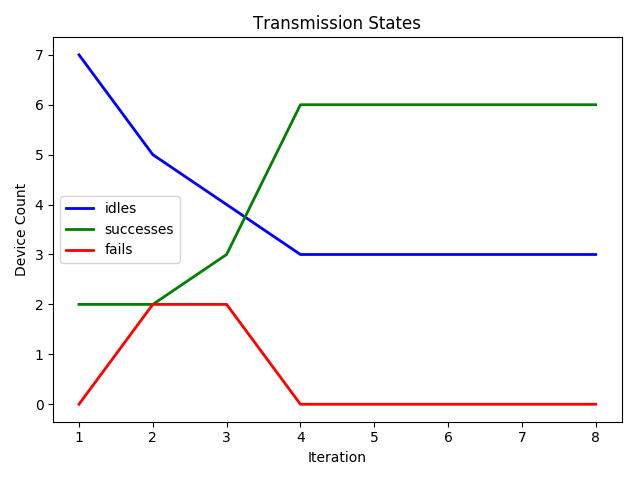 Transmission States
7
6
5
4
3
2
1
0
Device Count
idles
successes
fails
1 2 3 4 5 6 7 8
Iteration